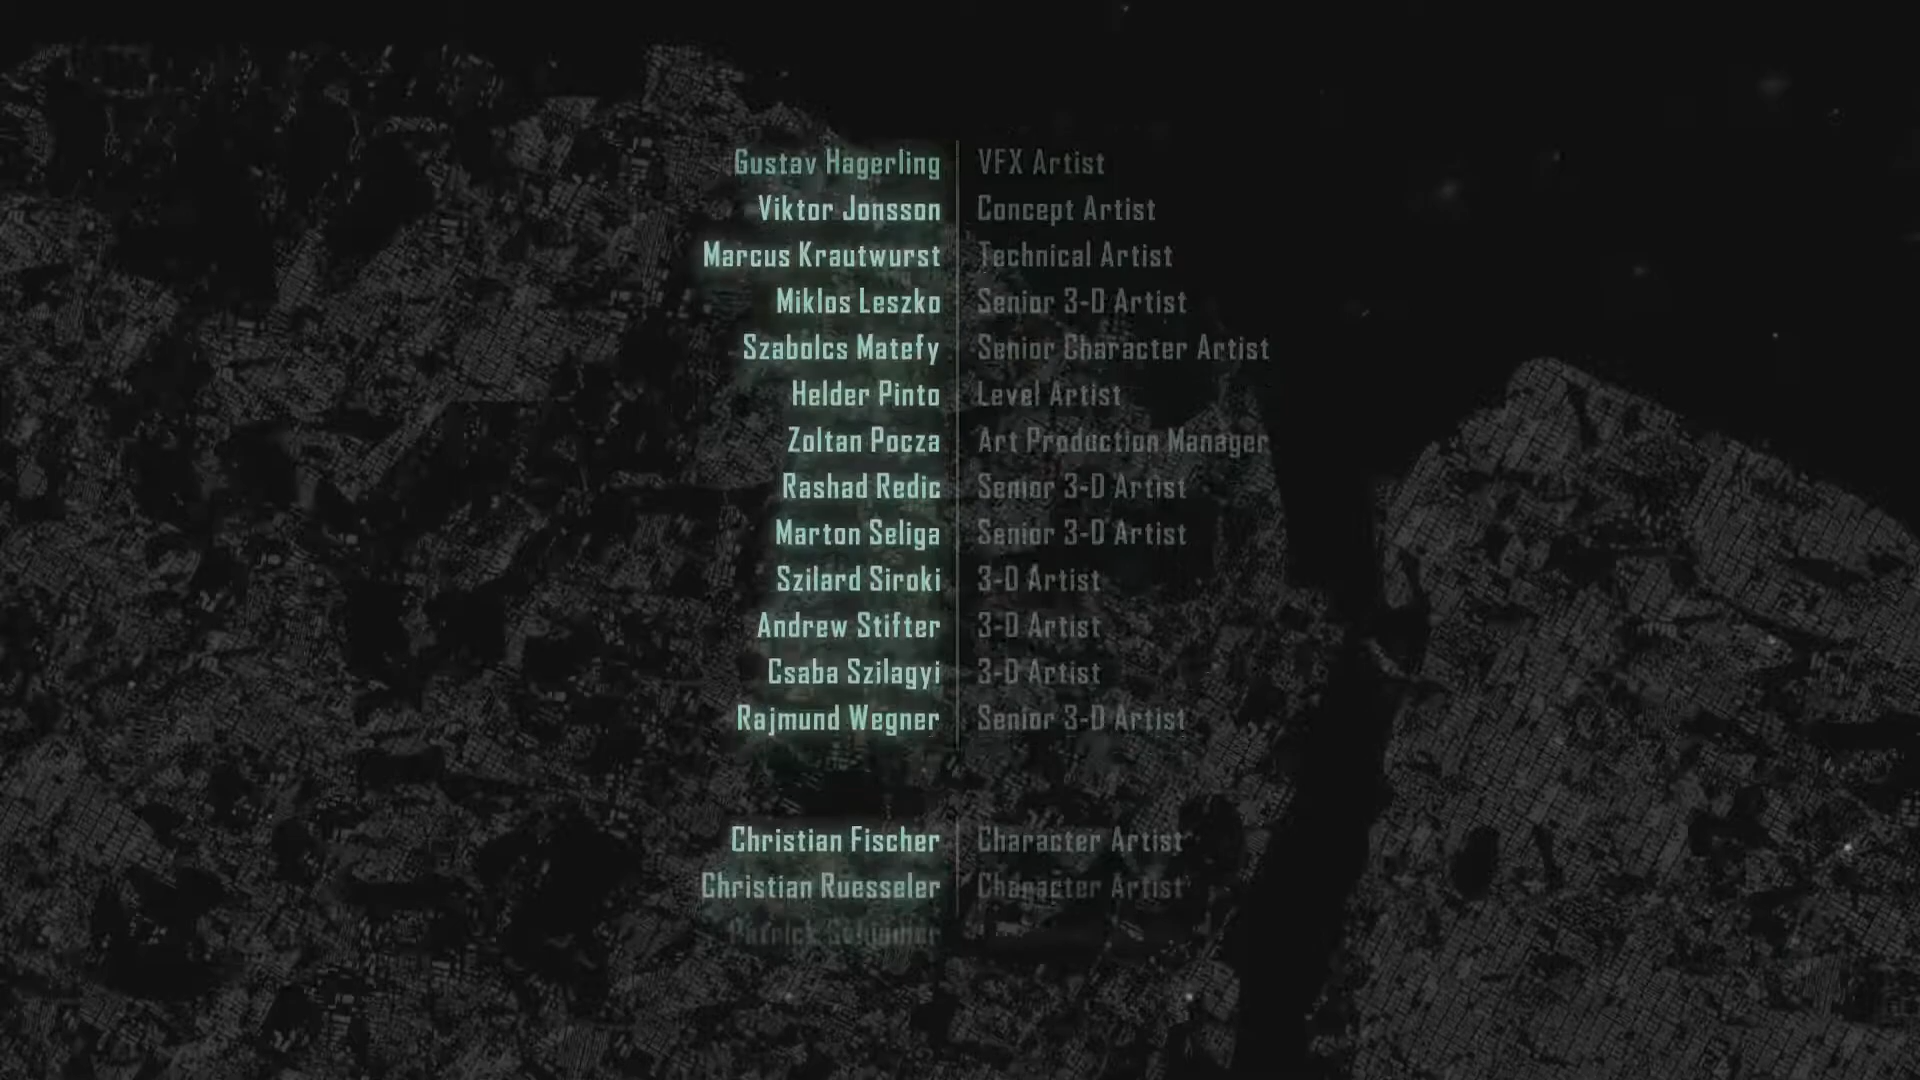 Gustav Hagerling VFX Artist
Viktor Jonsson Concept Artist
Marcus Krautwurst Technical Artist
Miklos Leszko Senior 3-D Artist
Szabolcs Matefy Senior Character Artist
Helder Pinto Level Artist
Zoltan Pocza Art Production Manager
Rashad Redic Senior 3-D Artist
Marton Seliga Senior 3-D Artist
Szilard Siroki 3-D Artist
Andrew Stifter 3-D Artist
Csaba Szilagyi 3-D Artist
Rajmund Wegner Senior 3-D Artist
Christian Fischer Character Artist
Christian Ruesseler Character Artist
Patrick